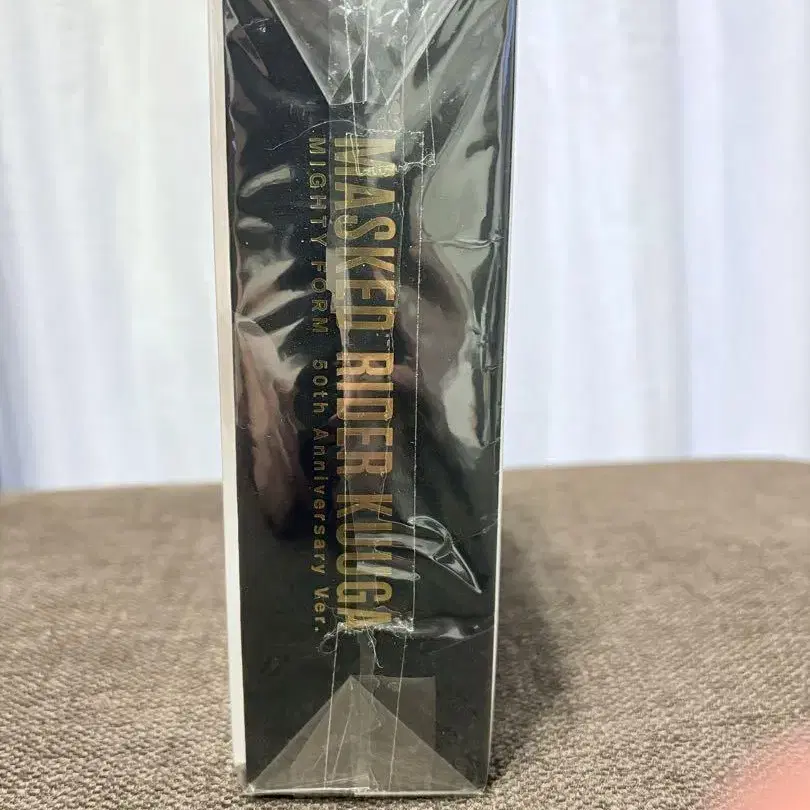 MASKED RIDER KUUGA
MIGHTY FORM 50th Anniversary Ver.